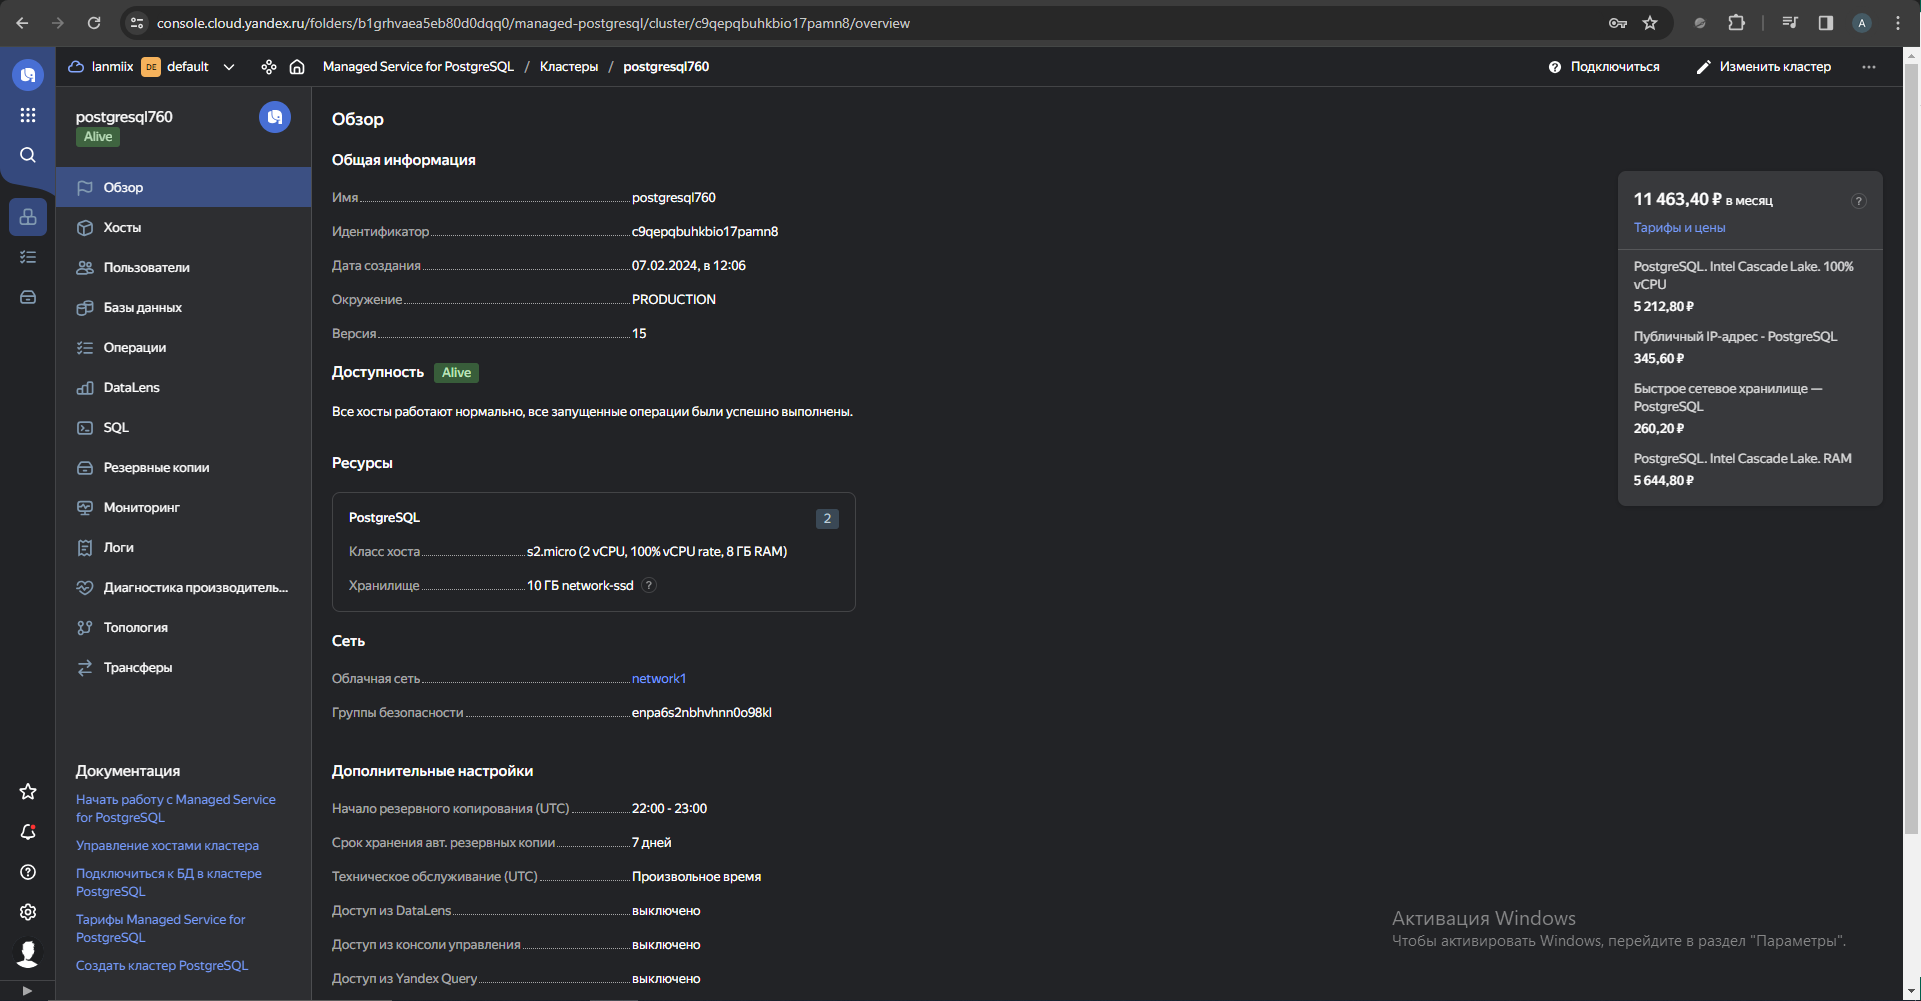 console.cloud.yandex.ru/folders/b1grhvaea5eb80d0dqq0/managed-postgresql/cluster/c9qepqbuhkbio17pamn8/overview
A
lanmiix DE default
Managed Service for PostgreSQL / Кластеры / postgresql760
Подключиться
Изменить кластер
postgresql760
Alive
Обзор
Хосты
Пользователи
Базы данных
Операции
DataLens
SQL
Резервные копии
Мониторинг
Логи
Диагностика производитель...
Топология
Трансферы
Документация
Начать работу с Managed Service
for PostgreSQL
Управление хостами кластера
Подключиться к БД в кластере
PostgreSQL
Тарифы Managed Service for
PostgreSQL
Создать кластер PostgreSQL
Обзор
Общая информация
Имя postgresql760
Идентификатор c9qepqbuhkbio17pamn8
Дата создания 07.02.2024, в 12:06
Окружение PRODUCTION
Версия 15
Доступность Alive
Все хосты работают нормально, все запущенные операции были успешно выполнены.
Ресурсы
PostgreSQL 2
Класс хоста s2.micro (2 vCPU, 100% vCPU rate, 8 ГБ RAM)
Хранилище 10 ГБ network-ssd ?
Сеть
Облачная сеть network1
Группы безопасности enpa6s2nbhvhnn0o98kl
Дополнительные настройки
Начало резервного копирования (UTC) 22:00 - 23:00
Срок хранения авт. резервных копии 7 дней
Техническое обслуживание (UTC) Произвольное время
Доступ из DataLens выключено
Доступ из консоли управления выключено
Доступ из Yandex Query выключено
11 463,40 ₽ в месяц ?
Тарифы и цены
PostgreSQL. Intel Cascade Lake. 100%
vCPU
5 212,80 ₽
Публичный IP-адрес - PostgreSQL
345,60 ₽
Быстрое сетевое хранилище —
PostgreSQL
260,20 ₽
PostgreSQL. Intel Cascade Lake. RAM
5 644,80 ₽
Активация Windows
Чтобы активировать Windows, перейдите в раздел "Параметры".